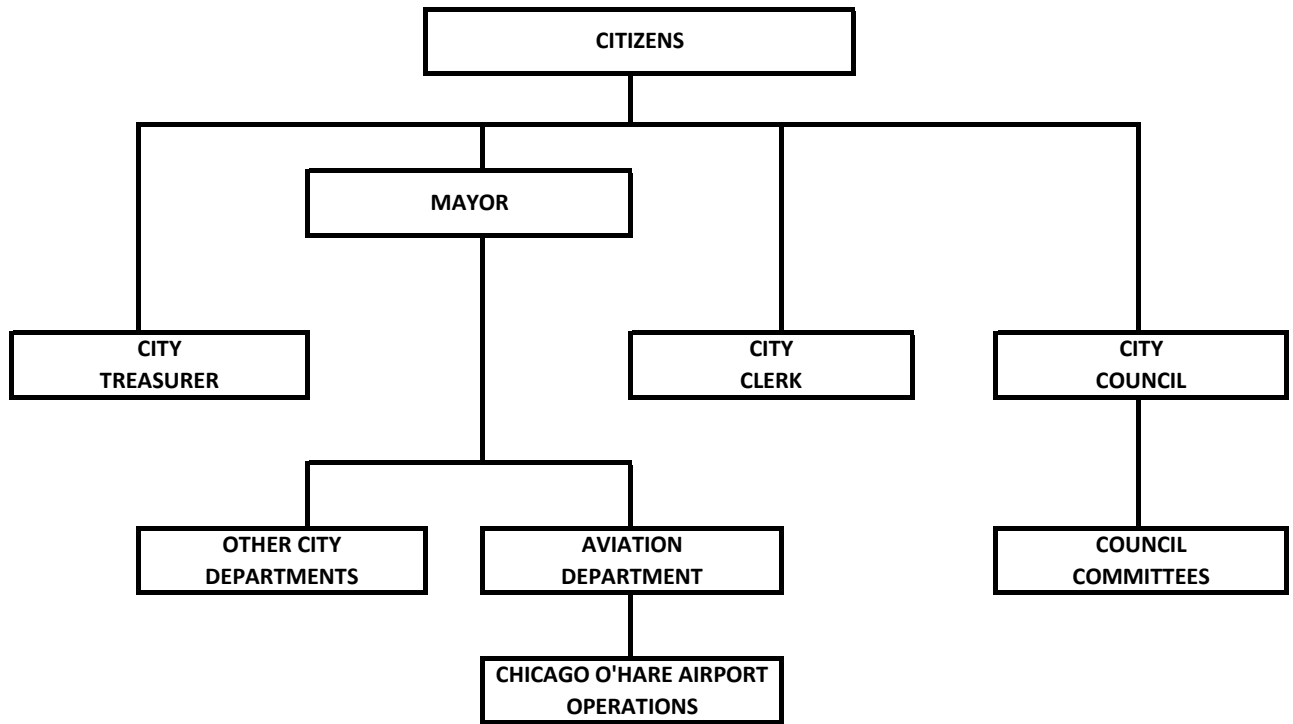 CITIZENS
MAYOR
CITY
TREASURER
CITY
CLERK
CITY
COUNCIL
OTHER CITY
DEPARTMENTS
AVIATION
DEPARTMENT
COUNCIL
COMMITTEES
CHICAGO O'HARE AIRPORT
OPERATIONS